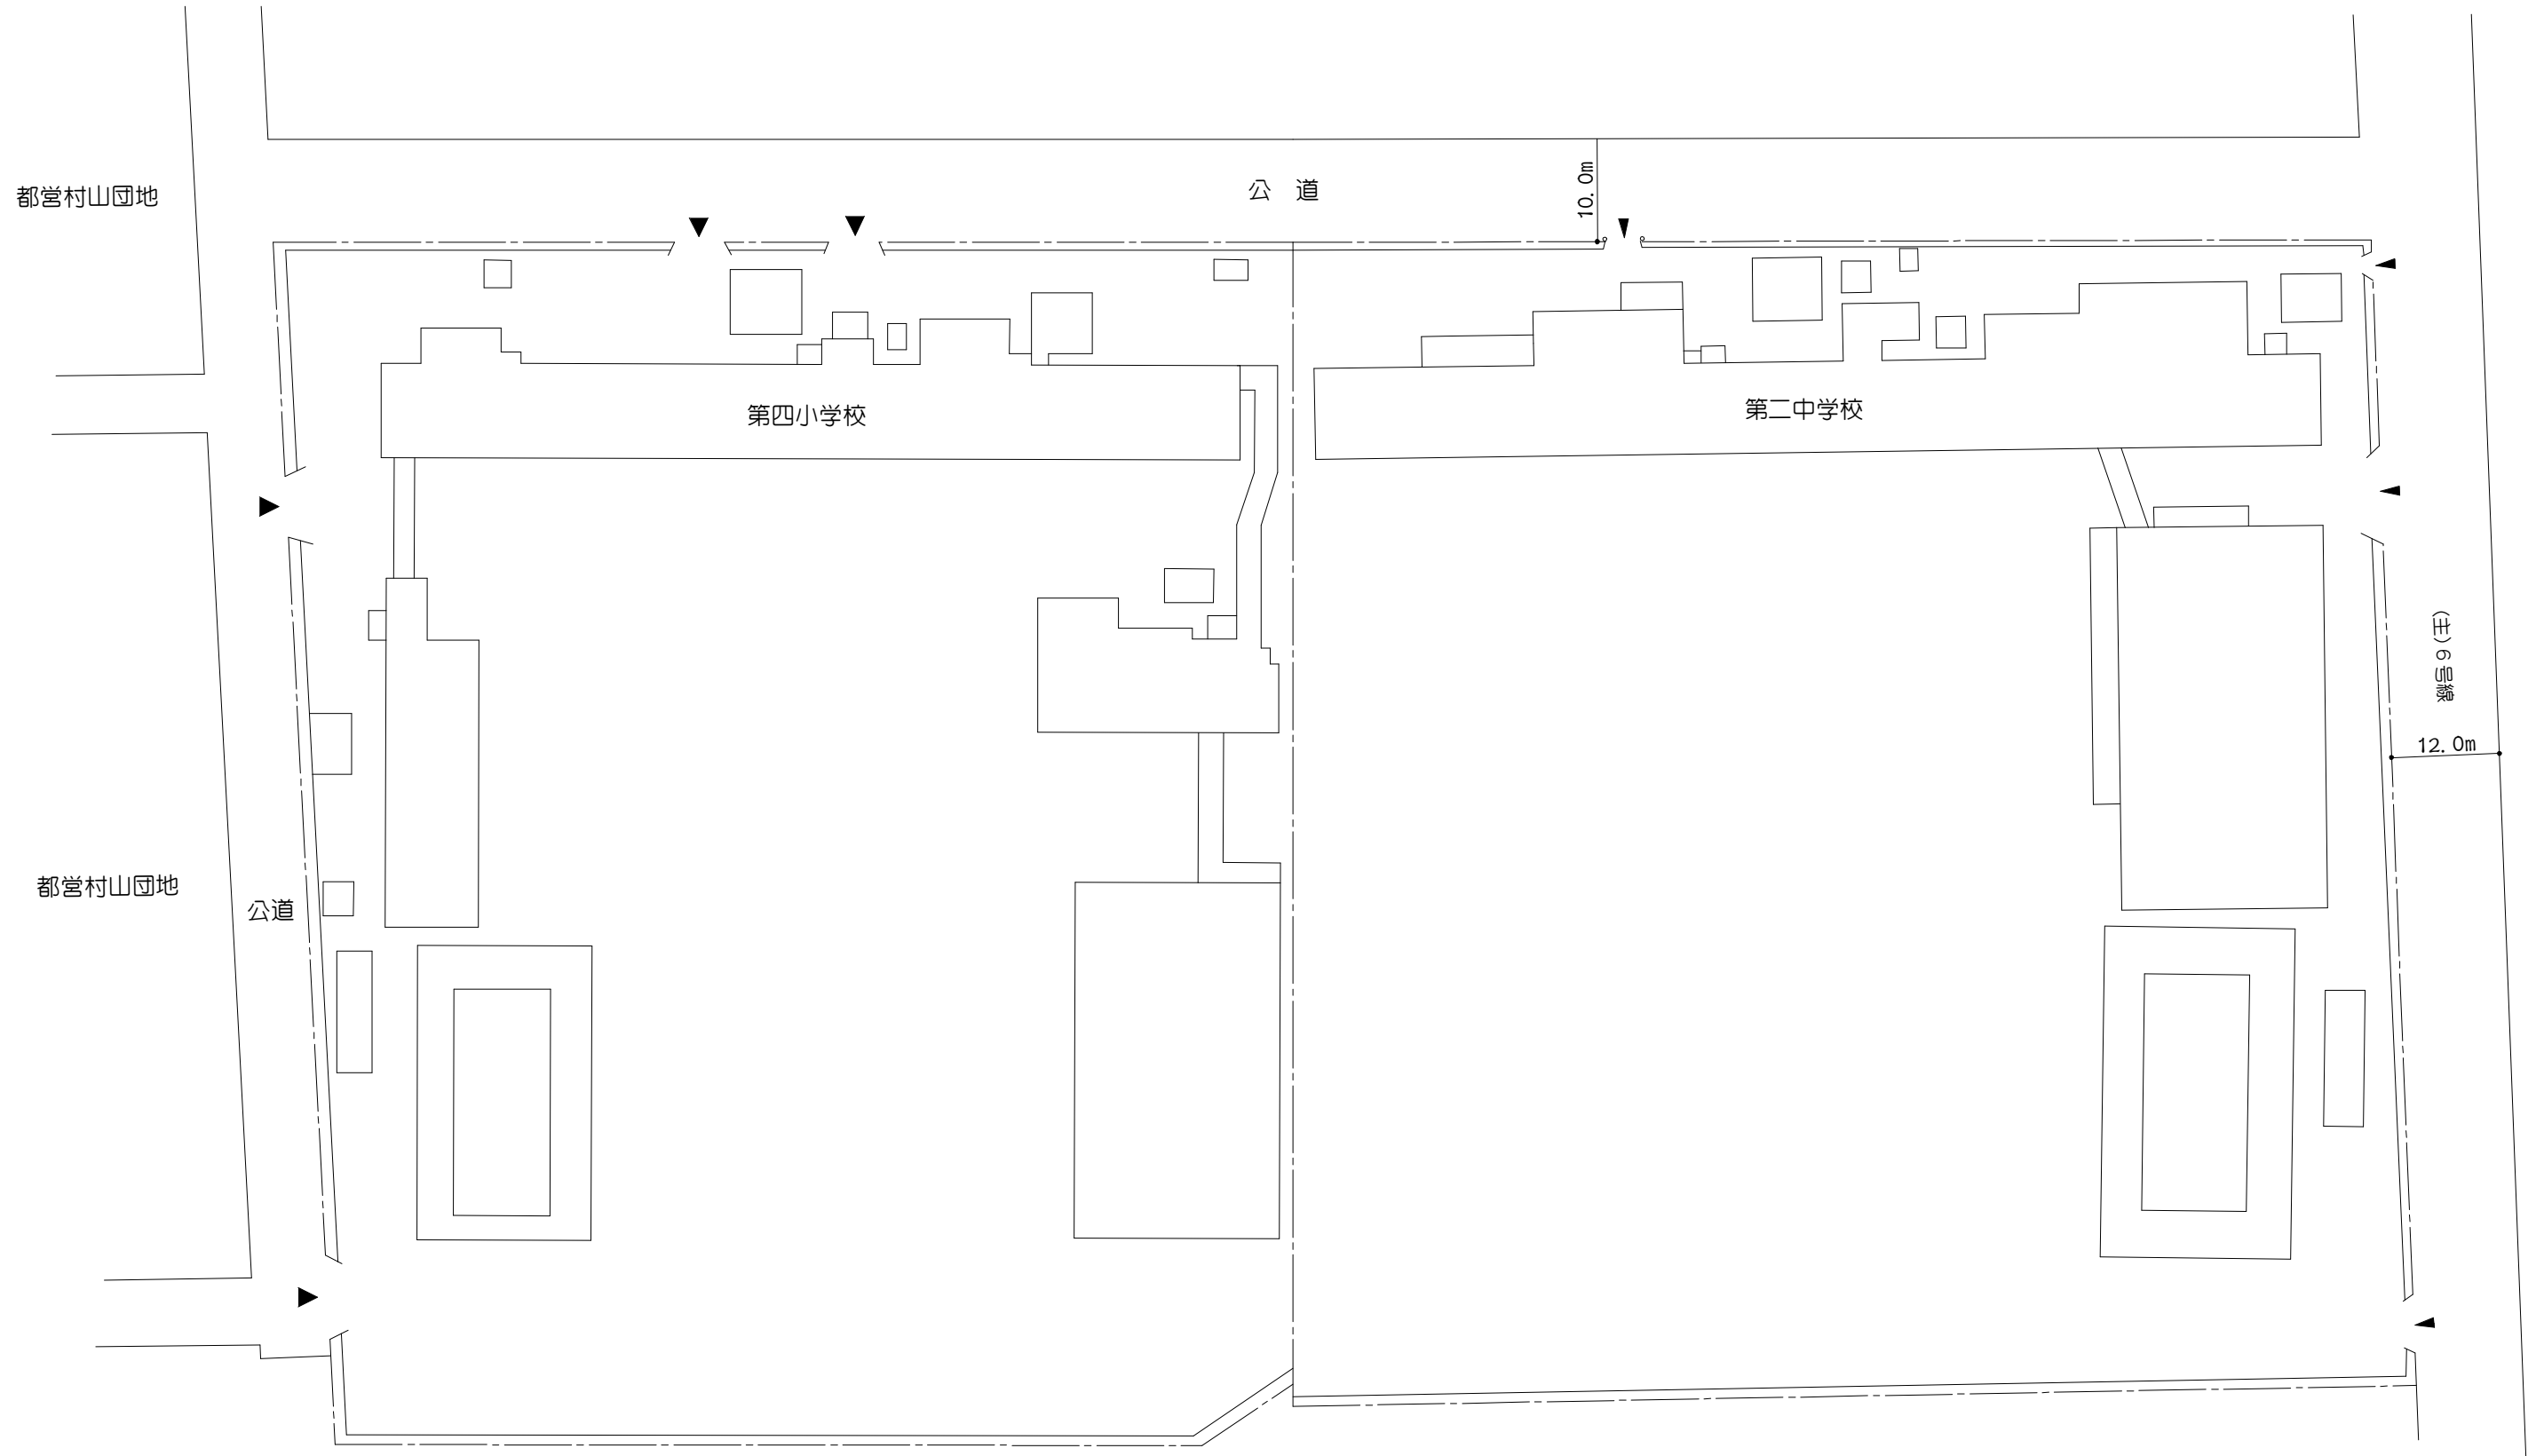 都営村山団地
公 道
10.0m
第四小学校
第二中学校
(主)6号線
12.0m
都営村山団地
公道